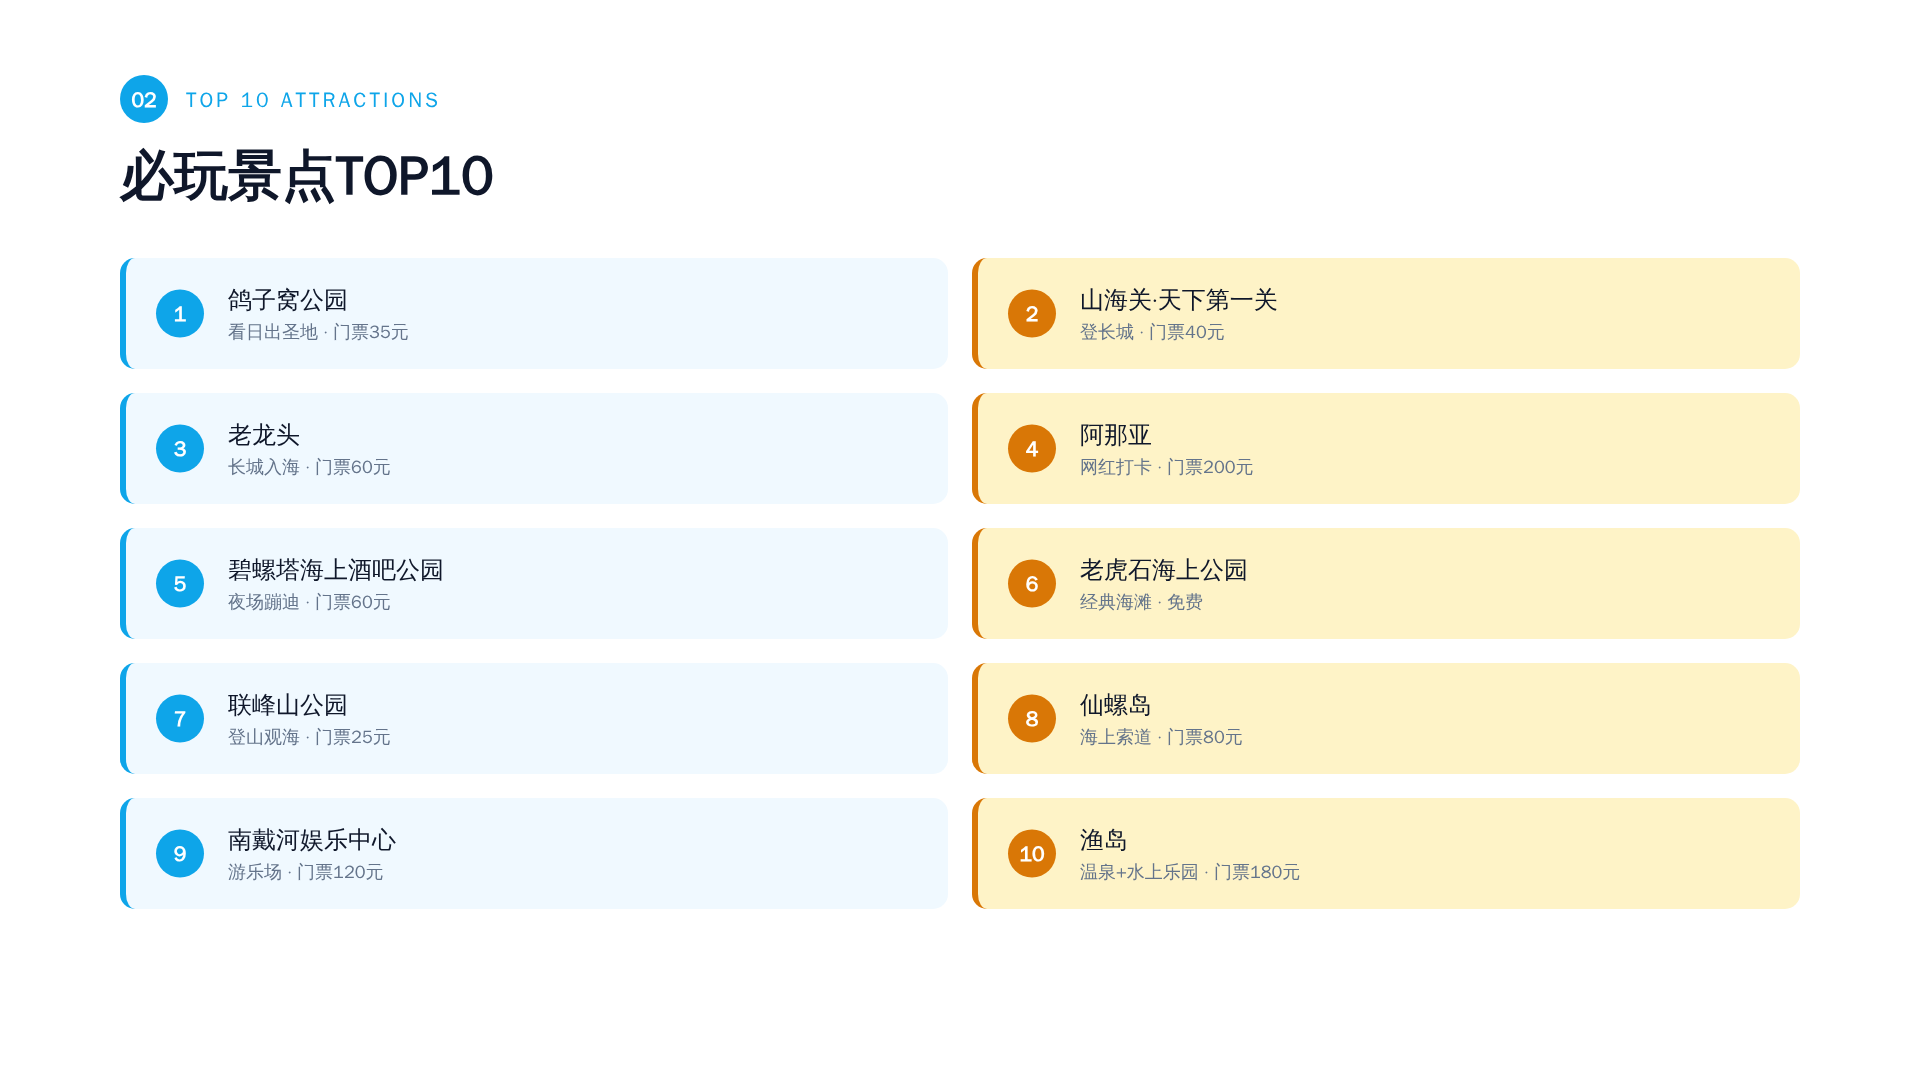 02
TOP 10 ATTRACTIONS
必玩景点TOP10
1
鸽子窝公园
看日出圣地 · 门票35元
2
山海关·天下第一关
登长城 · 门票40元
3
老龙头
长城入海 · 门票60元
4
阿那亚
网红打卡 · 门票200元
5
碧螺塔海上酒吧公园
夜场蹦迪 · 门票60元
6
老虎石海上公园
经典海滩 · 免费
7
联峰山公园
登山观海 · 门票25元
8
仙螺岛
海上索道 · 门票80元
9
南戴河娱乐中心
游乐场 · 门票120元
10
渔岛
温泉+水上乐园 · 门票180元